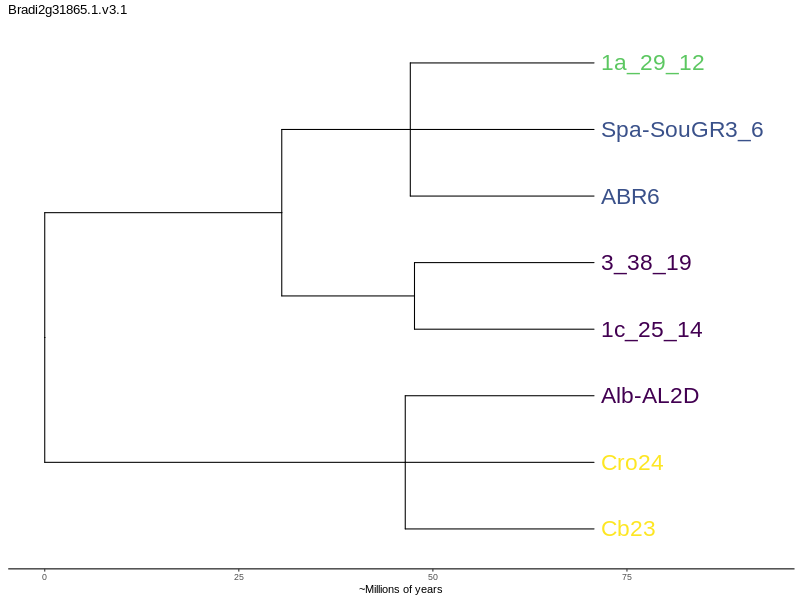 Bradi2g31865.1.v3.1
1a_29_12
Spa-SouGR3_6
ABR6
3_38_19
1c_25_14
Alb-AL2D
Cro24
Cb23
0 25 50 75
~Millions of years